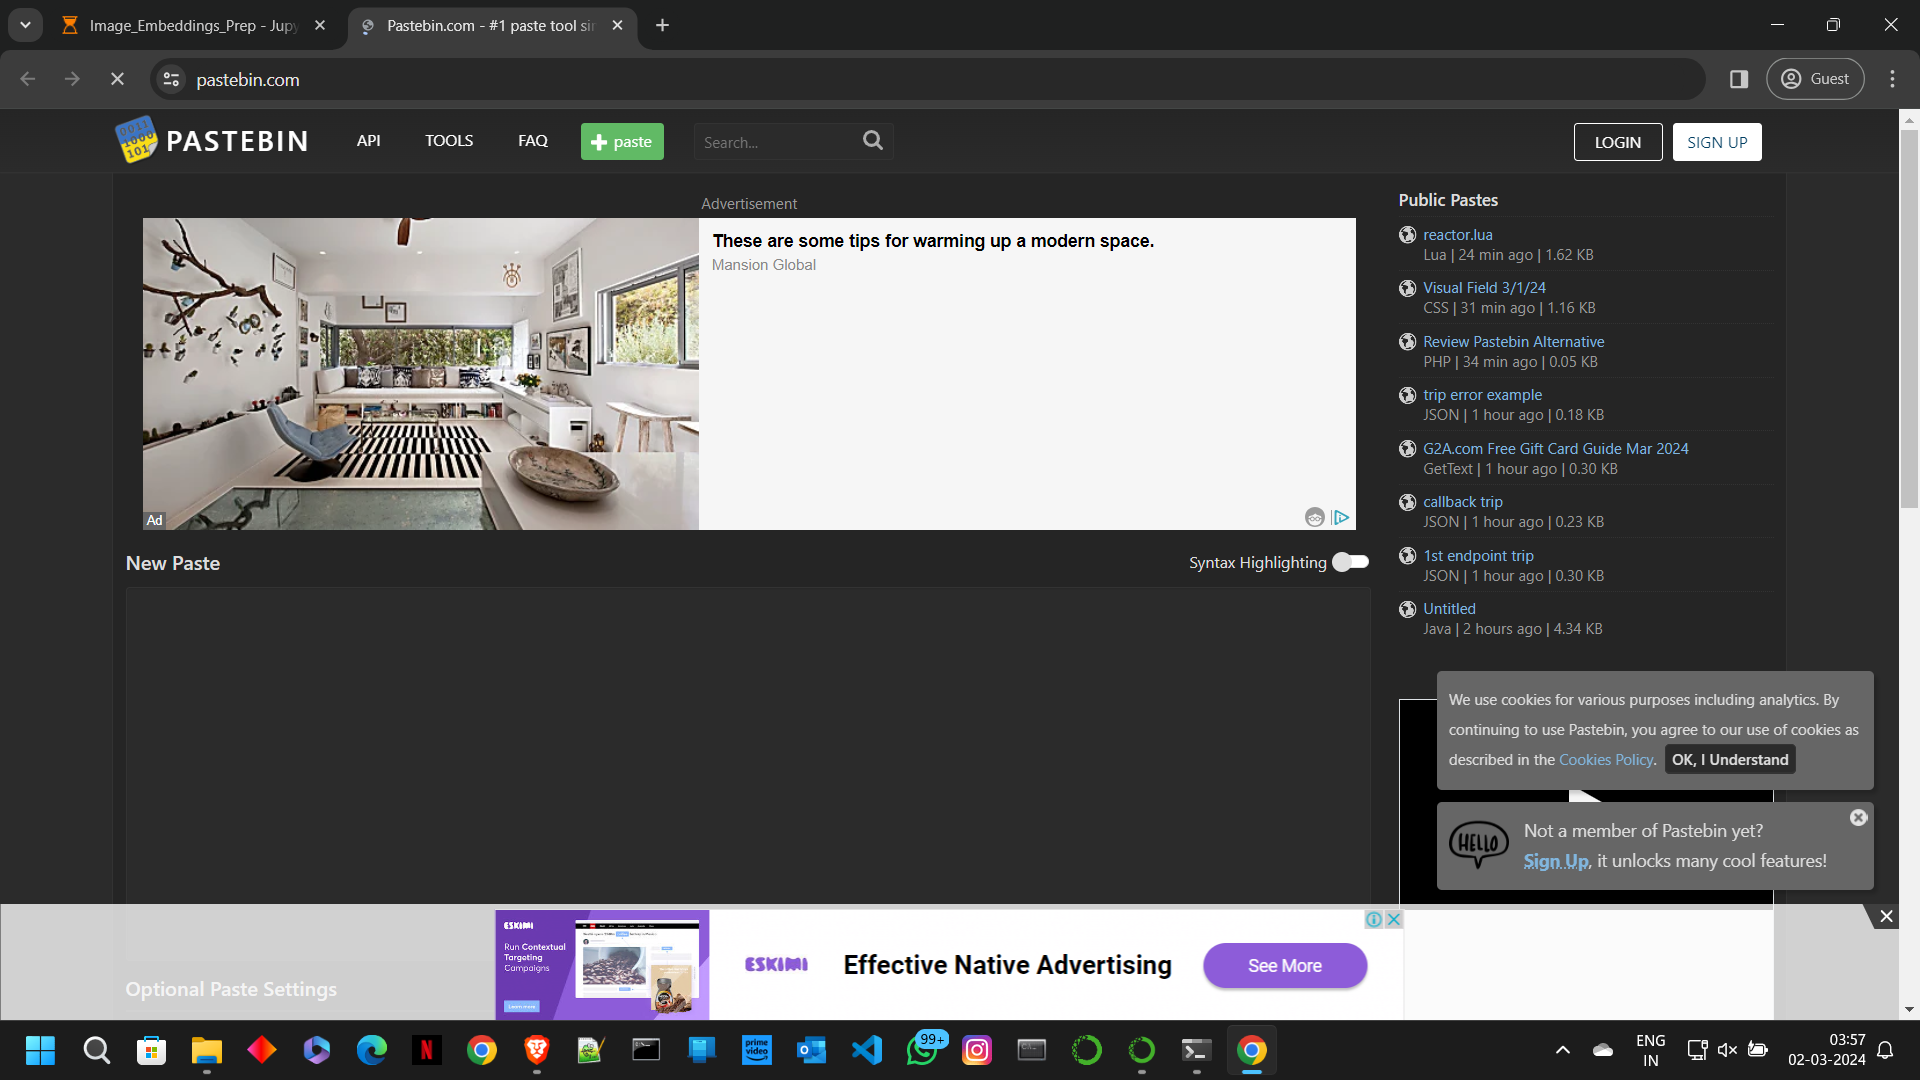 Image_Embeddings_Prep - Jupy
Pastebin.com - #1 paste tool sin
pastebin.com
Guest
PASTEBIN
API
TOOLS
FAQ
paste
Search...
LOGIN
SIGN UP
Advertisement
These are some tips for warming up a modern space.
Mansion Global
Ad
New Paste
Syntax Highlighting
Optional Paste Settings
Public Pastes
reactor.lua
Lua | 24 min ago | 1.62 KB
Visual Field 3/1/24
CSS | 31 min ago | 1.16 KB
Review Pastebin Alternative
PHP | 34 min ago | 0.05 KB
trip error example
JSON | 1 hour ago | 0.18 KB
G2A.com Free Gift Card Guide Mar 2024
GetText | 1 hour ago | 0.30 KB
callback trip
JSON | 1 hour ago | 0.23 KB
1st endpoint trip
JSON | 1 hour ago | 0.30 KB
Untitled
Java | 2 hours ago | 4.34 KB
We use cookies for various purposes including analytics. By
continuing to use Pastebin, you agree to our use of cookies as
described in the Cookies Policy. OK, I Understand
HELLO
Not a member of Pastebin yet?
Sign Up, it unlocks many cool features!
ESKIMI
Run Contextual
Targeting
Campaigns
Learn more
ESKIMI
Effective Native Advertising
See More
prime video
99+
ENG
IN
03:57
02-03-2024